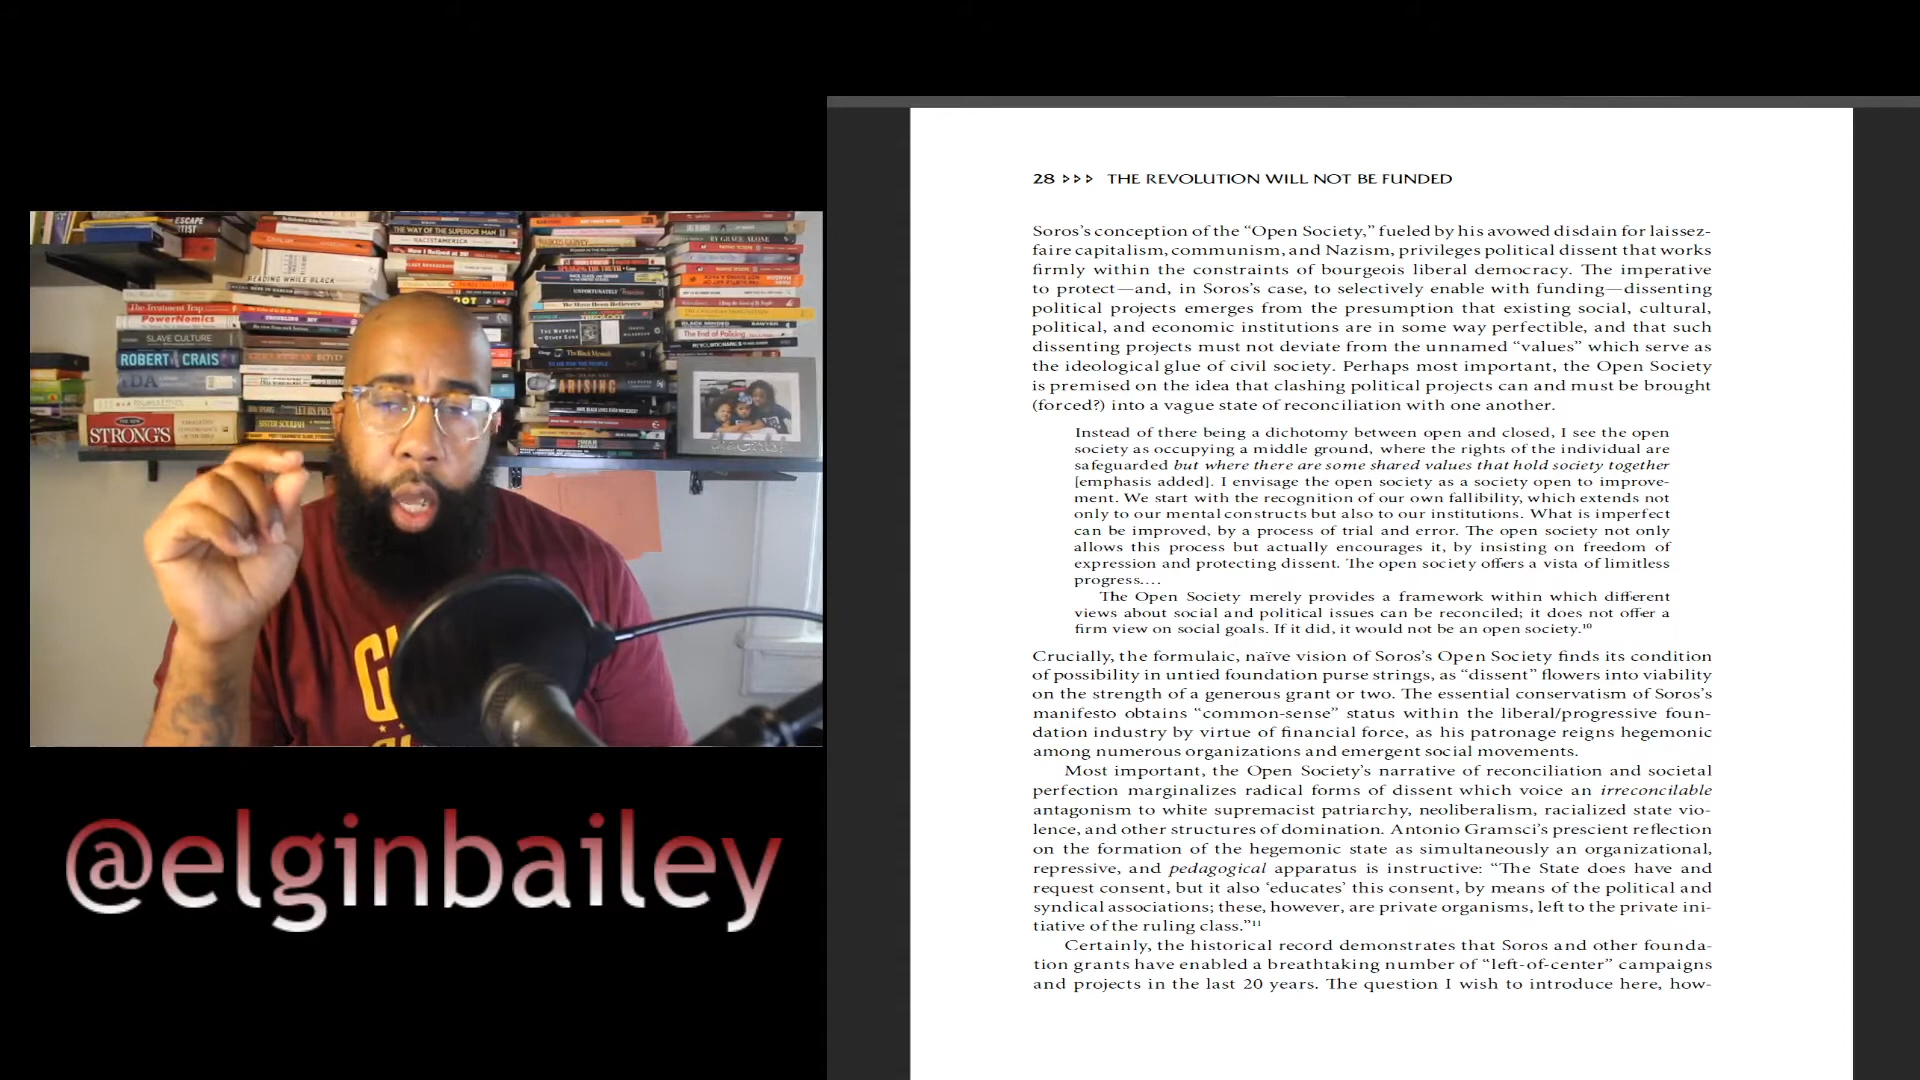 ESCAPE
ARTIST
READING WHILE BLACK
The Treatment Trap
PowerNomics
SLAVE CULTURE
ROBERT CRAIS
DA
STRONG'S
SISTER SOULJAH
THE WAY OF THE SUPERIOR MAN
UNFORTUNATELY
ARISING
BY GRACE ALONE
BLACK MINDED
SAWYER
The End of Policing
@elginbailey
28 ▹▹▹ THE REVOLUTION WILL NOT BE FUNDED
Soros's conception of the “Open Society,” fueled by his avowed disdain for laissez-
faire capitalism, communism, and Nazism, privileges political dissent that works
firmly within the constraints of bourgeois liberal democracy. The imperative
to protect—and, in Soros's case, to selectively enable with funding—dissenting
political projects emerges from the presumption that existing social, cultural,
political, and economic institutions are in some way perfectible, and that such
dissenting projects must not deviate from the unnamed “values” which serve as
the ideological glue of civil society. Perhaps most important, the Open Society
is premised on the idea that clashing political projects can and must be brought
(forced?) into a vague state of reconciliation with one another.
Instead of there being a dichotomy between open and closed, I see the open
society as occupying a middle ground, where the rights of the individual are
safeguarded but where there are some shared values that hold society together
[emphasis added]. I envisage the open society as a society open to improve-
ment. We start with the recognition of our own fallibility, which extends not
only to our mental constructs but also to our institutions. What is imperfect
can be improved, by a process of trial and error. The open society not only
allows this process but actually encourages it, by insisting on freedom of
expression and protecting dissent. The open society offers a vista of limitless
progress....
The Open Society merely provides a framework within which different
views about social and political issues can be reconciled; it does not offer a
firm view on social goals. If it did, it would not be an open society.¹⁰
Crucially, the formulaic, naïve vision of Soros's Open Society finds its condition
of possibility in untied foundation purse strings, as “dissent” flowers into viability
on the strength of a generous grant or two. The essential conservatism of Soros's
manifesto obtains “common-sense” status within the liberal/progressive foun-
dation industry by virtue of financial force, as his patronage reigns hegemonic
among numerous organizations and emergent social movements.
Most important, the Open Society's narrative of reconciliation and societal
perfection marginalizes radical forms of dissent which voice an irreconcilable
antagonism to white supremacist patriarchy, neoliberalism, racialized state vio-
lence, and other structures of domination. Antonio Gramsci's prescient reflection
on the formation of the hegemonic state as simultaneously an organizational,
repressive, and pedagogical apparatus is instructive: “The State does have and
request consent, but it also ‘educates’ this consent, by means of the political and
syndical associations; these, however, are private organisms, left to the private ini-
tiative of the ruling class.”¹¹
Certainly, the historical record demonstrates that Soros and other founda-
tion grants have enabled a breathtaking number of “left-of-center” campaigns
and projects in the last 20 years. The question I wish to introduce here, how-